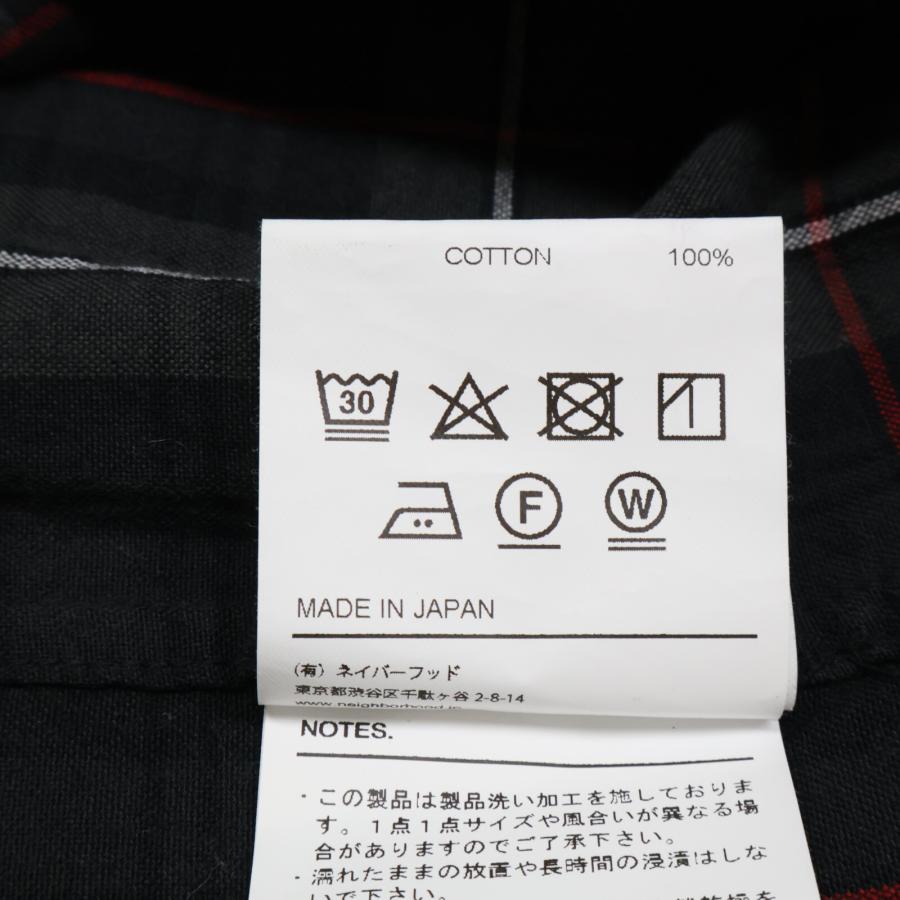 COTTON 100%
30
F W
MADE IN JAPAN
(有) ネイバーフッド
東京都渋谷区千駄ヶ谷 2-8-14
www.neighborhood.jp
NOTES.
・この製品は製品洗い加工を施しておりま
す。1点1点サイズや風合いが異なる場
合がありますのでご了承下さい。
・濡れたままの放置や長時間の浸漬はしな
いで下さい。